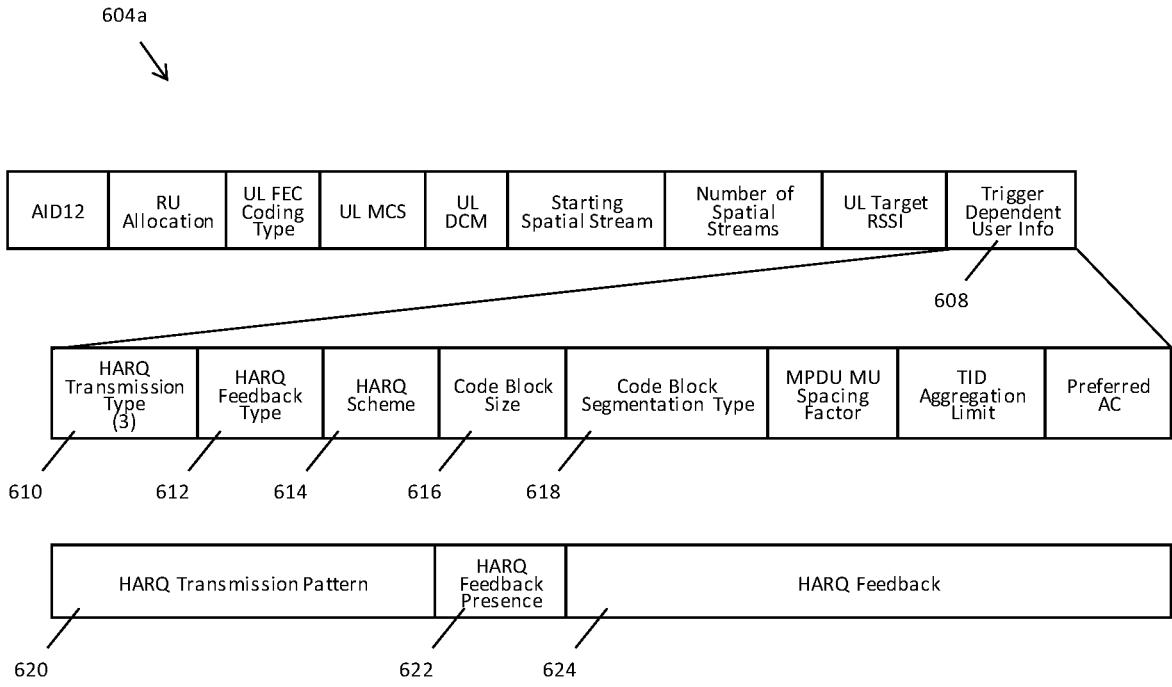 604a
AID12
RU
Allocation
UL FEC
Coding
Type
UL MCS
UL
DCM
Starting
Spatial Stream
Number of
Spatial
Streams
UL Target
RSSI
Trigger
Dependent
User Info
608
HARQ
Transmission
Type
(3)
HARQ
Feedback
Type
HARQ
Scheme
Code Block
Size
Code Block
Segmentation Type
MPDU MU
Spacing
Factor
TID
Aggregation
Limit
Preferred
AC
610
612
614
616
618
HARQ Transmission Pattern
HARQ
Feedback
Presence
HARQ Feedback
620
622
624